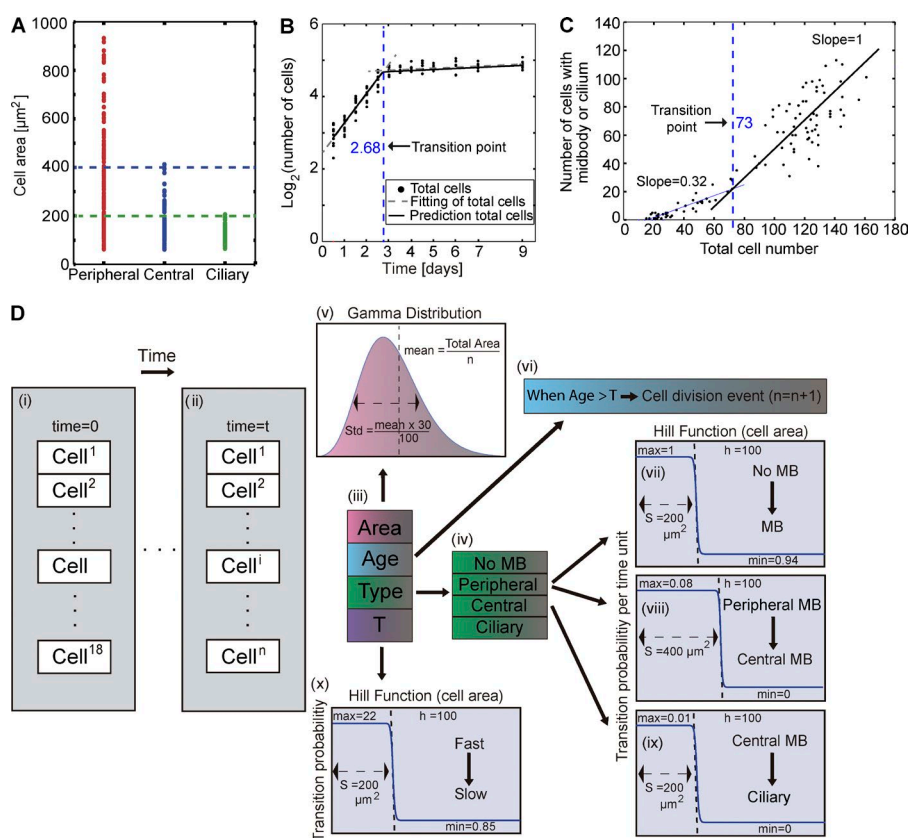 A
Cell area [µm²]
1000
800
600
400
200
0
Peripheral Central Ciliary
B
Log₂(number of cells)
6
4
2
0
2.68
Transition point
Total cells
Fitting of total cells
Prediction total cells
0 1 2 3 4 5 6 7 9
Time [days]
C
Number of cells with
midbody or cilium
140
120
100
80
60
40
20
0
Slope=1
Transition
point
73
Slope=0.32
0 20 40 60 80 100 120 140 160 180
Total cell number
D
Time
(i)
time=0
Cell¹
Cell²
Cell
Cell¹⁸
(ii)
time=t
Cell¹
Cell²
Cellⁱ
Cellⁿ
(v)
Gamma Distribution
mean = Total Area
n
Std = mean x 30
100
(iii)
Area
Age
Type
T
(iv)
No MB
Peripheral
Central
Ciliary
(vi)
When Age >T → Cell division event (n=n+1)
Transition probability per time unit
Hill Function (cell area)
max=1 h=100
(vii)
No MB
MB
S =200
µm²
min=0.94
max=0.08 h=100
(viii)
Peripheral MB
Central MB
S=400 µm²
min=0
max=0.01 h=100
(ix)
Central MB
Ciliary
S =200
µm²
min=0
(x)
Hill Function (cell area)
Transition probabilitiy
max=22 h =100
Fast
Slow
S =200
µm²
min=0.85